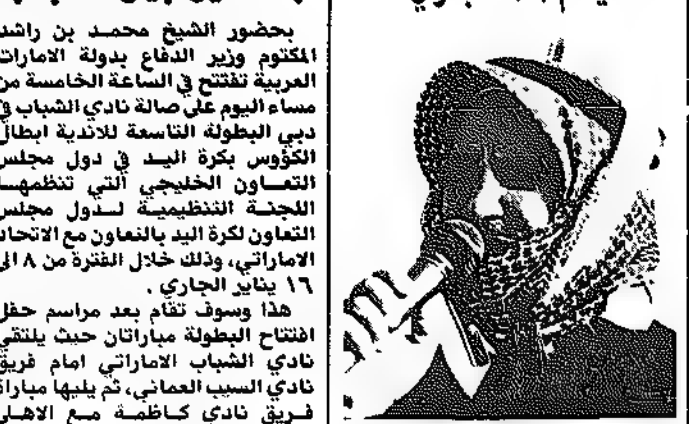 بحضور الشيخ محمد بن راشد
المكتوم وزير الدفاع بدولة الامارات
العربية تفتتح في الساعة الخامسة من
مساء اليوم على صالة نادي الشباب في
دبي البطولة التاسعة للاندية ابطال
الكؤوس بكرة اليد في دول مجلس
التعاون الخليجي التي تنظمها
اللجنة التنظيمية لدول مجلس
التعاون لكرة اليد بالتعاون مع الاتحاد
الاماراتي، وذلك خلال الفترة من ٨ الى
١٦ يناير الجاري .
هذا وسوف تقام بعد مراسم حفل
افتتاح البطولة مباراتان حيث يلتقي
نادي الشباب الاماراتي امام فريق
نادي السيب العماني، ثم يليها مباراة
فريق نادي كاظمة مع الاهلي